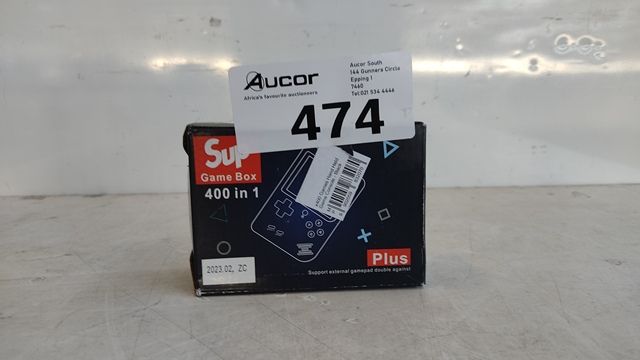 Aucor
Africa's favourite auctioneers
Aucor South
144 Gunners Circle
Epping 1
7460
Tel:021 534 4446
474
Sup
Game Box
400 in 1
2023.02, ZC
Plus
Support external gamepad double against